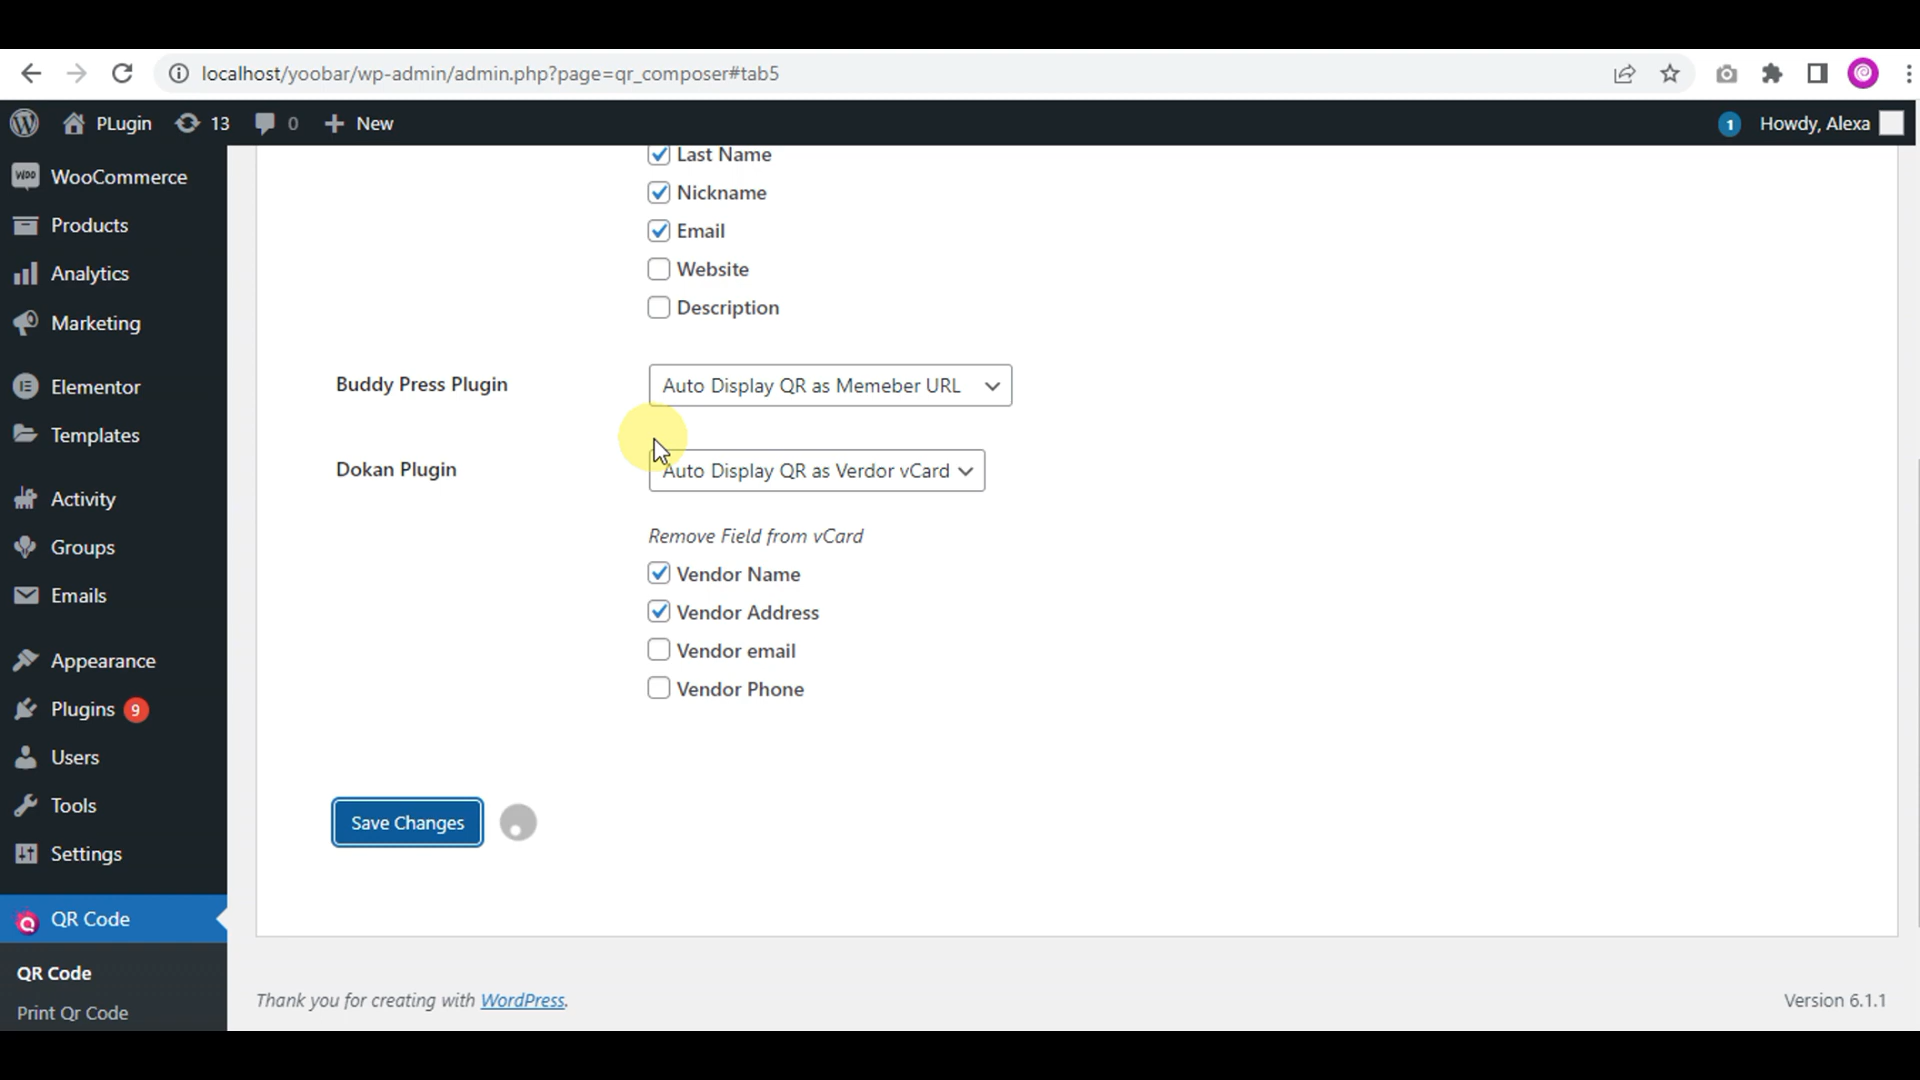 localhost/yoobar/wp-admin/admin.php?page=qr_composer#tab5
PLugin 13 0 New
1 Howdy, Alexa
WOO WooCommerce
Products
Analytics
Marketing
Elementor
Templates
Activity
Groups
Emails
Appearance
Plugins 9
Users
Tools
Settings
QR Code
QR Code
Print Qr Code
Last Name
Nickname
Email
Website
Description
Buddy Press Plugin
Auto Display QR as Memeber URL
Dokan Plugin
Auto Display QR as Verdor vCard
Remove Field from vCard
Vendor Name
Vendor Address
Vendor email
Vendor Phone
Save Changes
Thank you for creating with WordPress.
Version 6.1.1